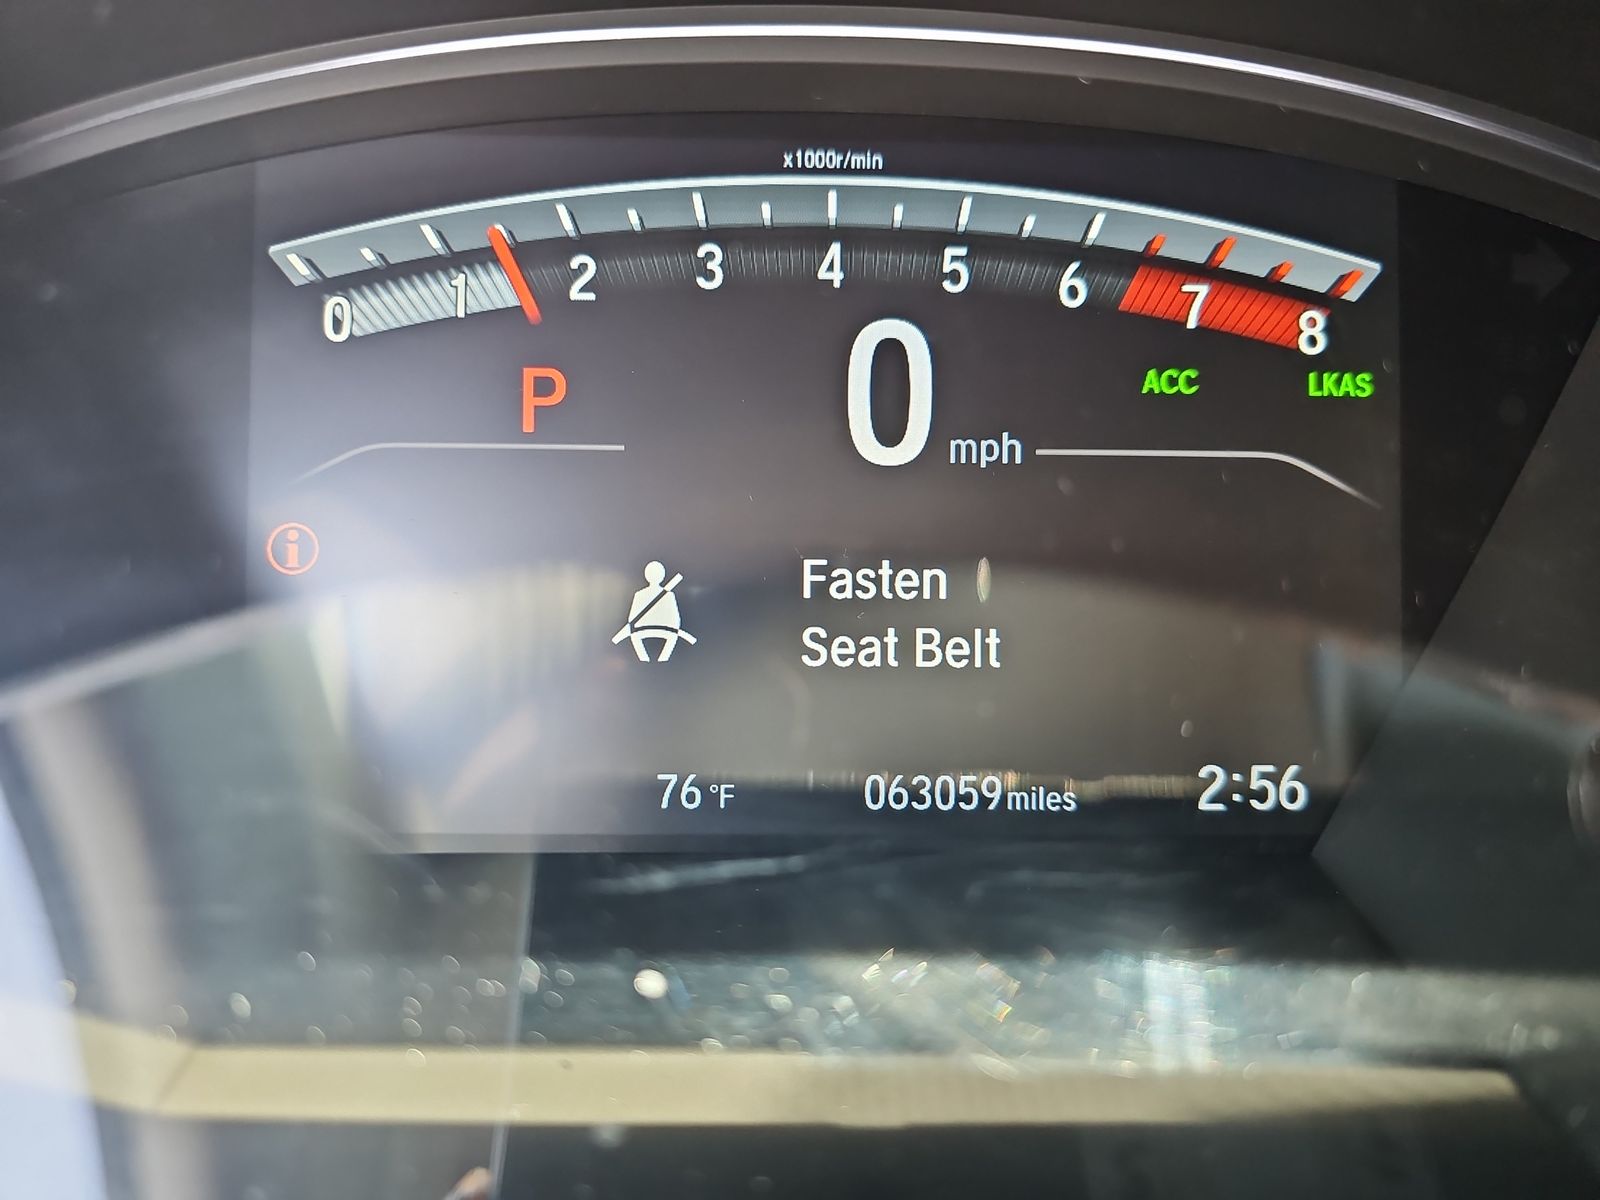 x1000r/min
0 1 2 3 4 5 6 7 8
P 0 mph ACC LKAS
i
Fasten
Seat Belt
76 °F 063059 miles 2:56